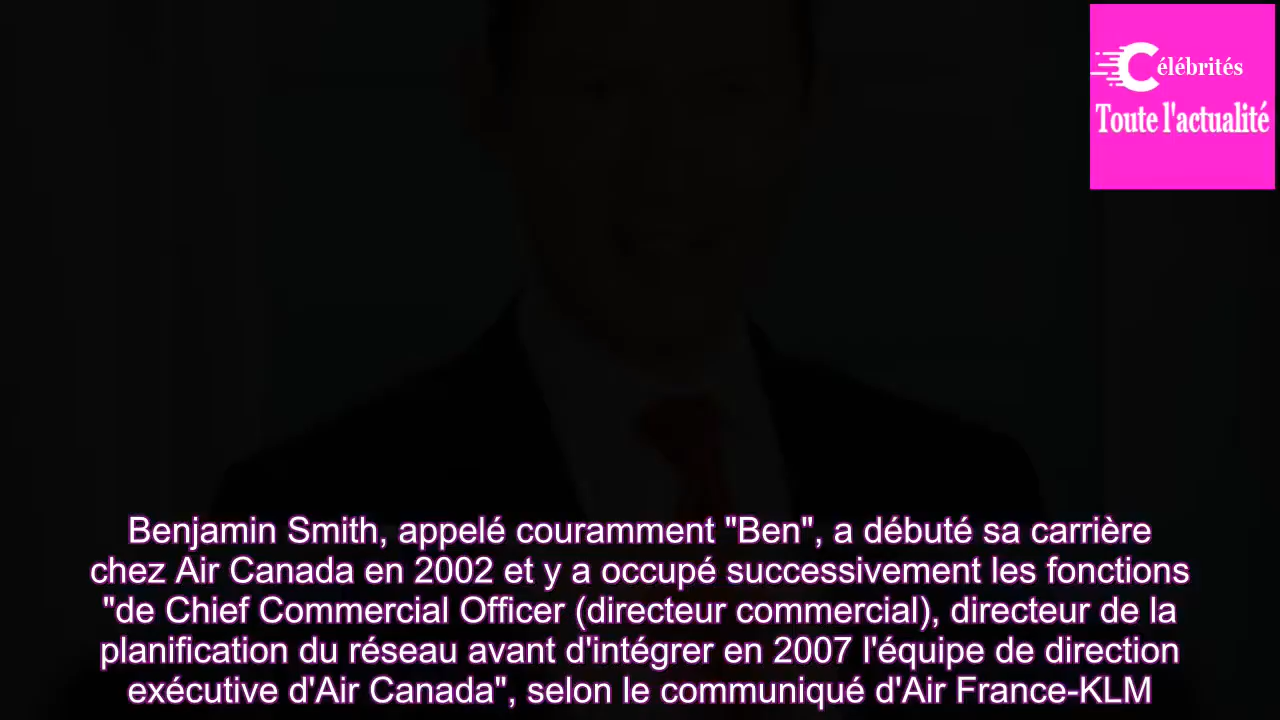 Célébrités
Toute l'actualité
Benjamin Smith, appelé couramment "Ben", a débuté sa carrière
chez Air Canada en 2002 et y a occupé successivement les fonctions
"de Chief Commercial Officer (directeur commercial), directeur de la
planification du réseau avant d'intégrer en 2007 l'équipe de direction
exécutive d'Air Canada", selon le communiqué d'Air France-KLM